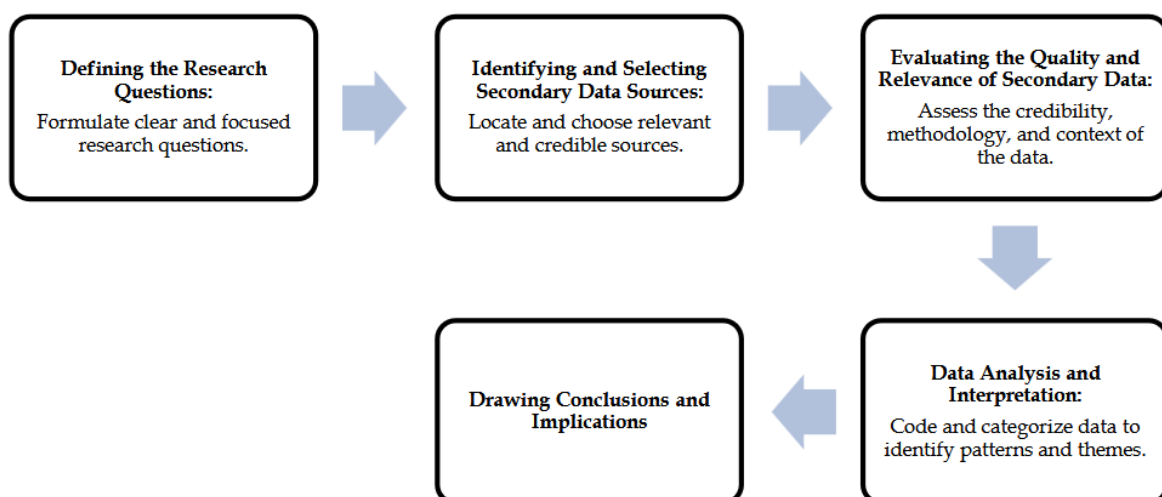 Defining the Research
Questions:
Formulate clear and focused
research questions.
Identifying and Selecting
Secondary Data Sources:
Locate and choose relevant
and credible sources.
Evaluating the Quality and
Relevance of Secondary Data:
Assess the credibility,
methodology, and context of
the data.
Data Analysis and
Interpretation:
Code and categorize data to
identify patterns and themes.
Drawing Conclusions and
Implications